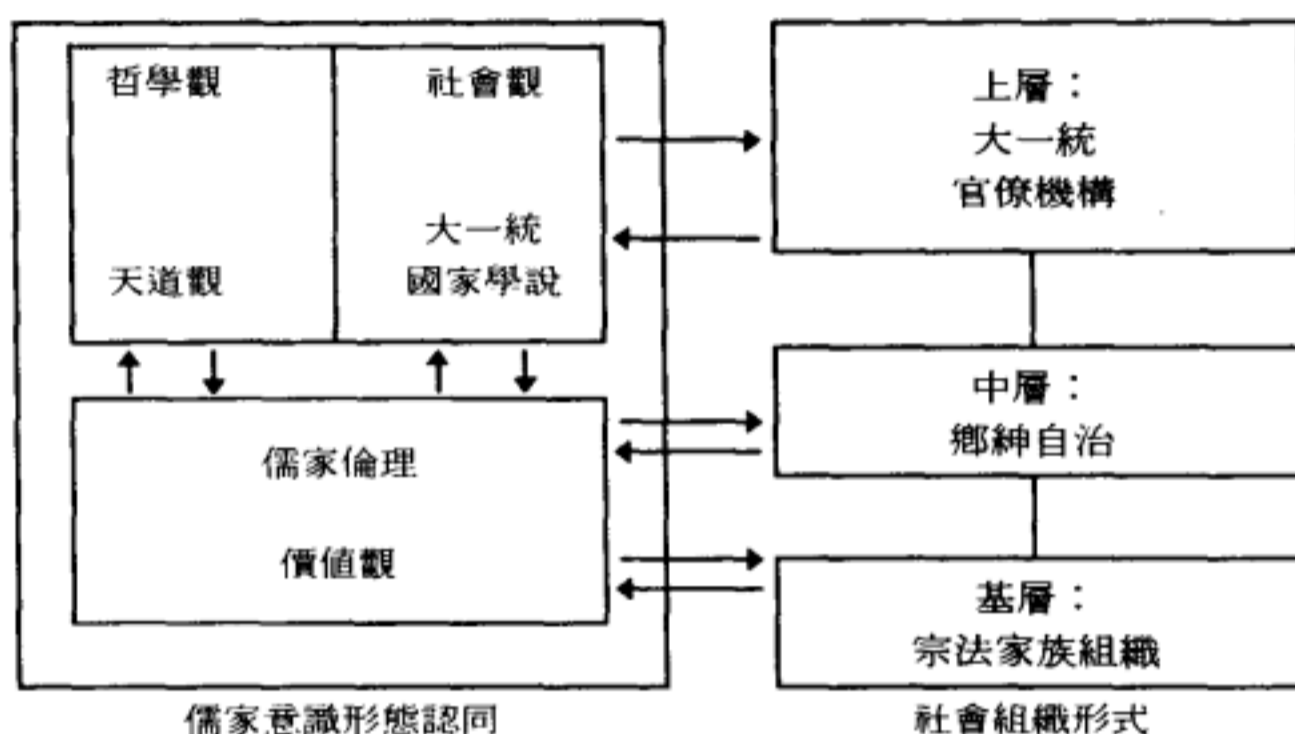 哲學觀
天道觀
社會觀
大一統
國家學說
儒家倫理
價值觀
儒家意識形態認同
上層：
大一統
官僚機構
中層：
鄉紳自治
基層：
宗法家族組織
社會組織形式